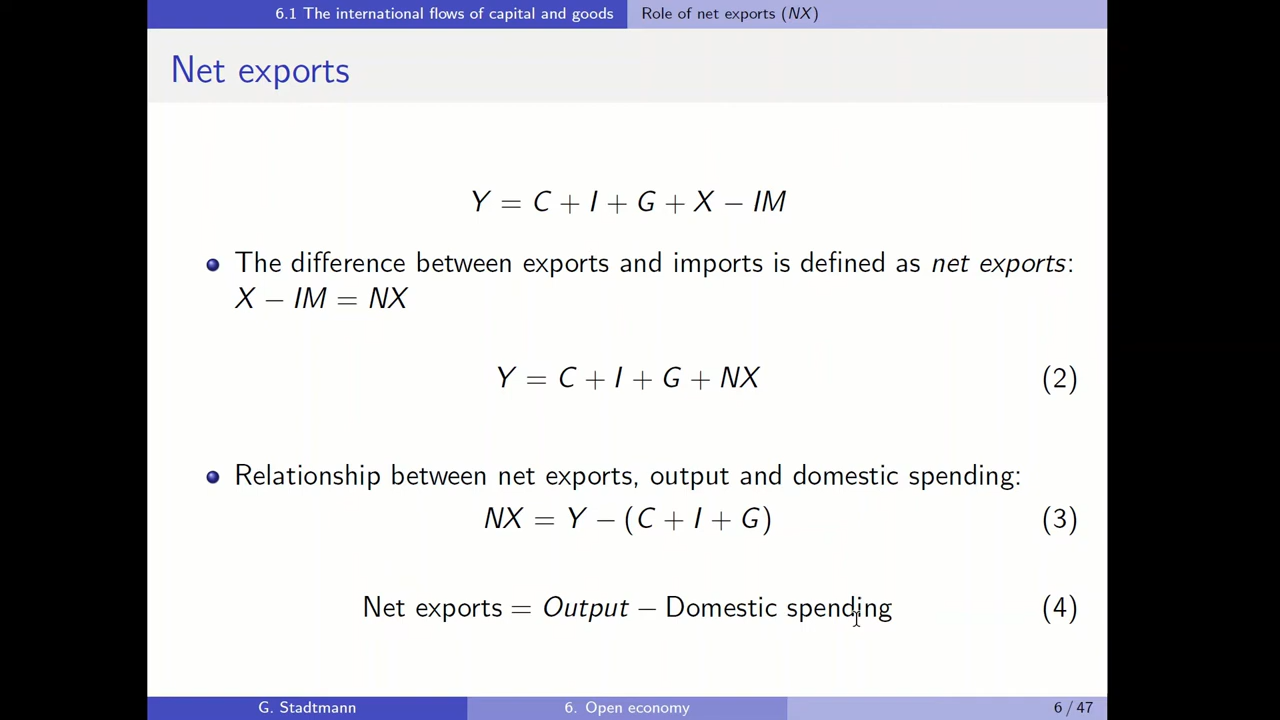 6.1 The international flows of capital and goods Role of net exports (NX)
Net exports
Y = C + I + G + X − IM
The difference between exports and imports is defined as net exports:
X − IM = NX
Y = C + I + G + NX (2)
Relationship between net exports, output and domestic spending:
NX = Y − (C + I + G) (3)
Net exports = Output − Domestic spending (4)
G. Stadtmann 6. Open economy 6 / 47